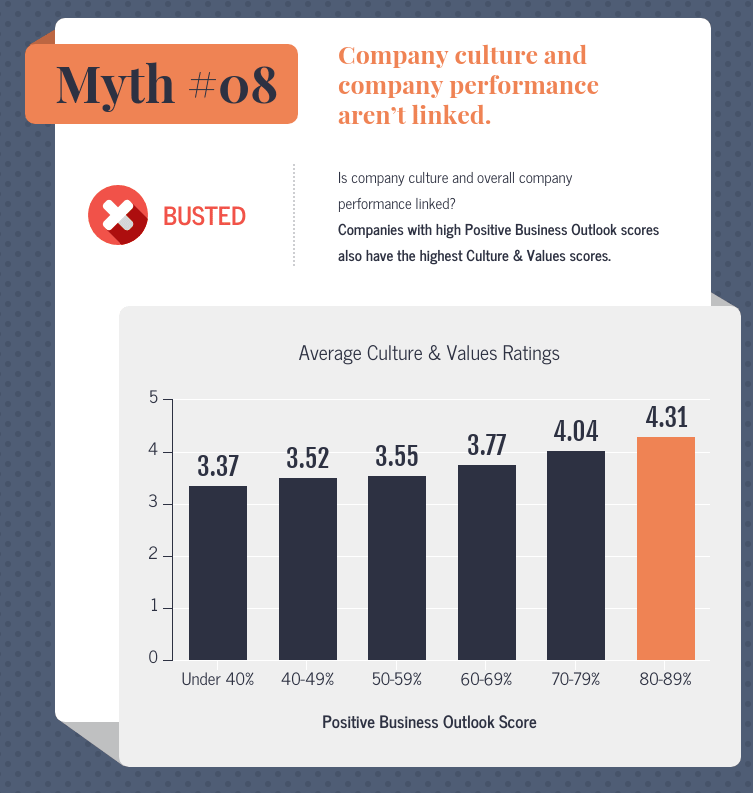 Myth #08
Company culture and
company performance
aren't linked.
BUSTED
Is company culture and overall company
performance linked?
Companies with high Positive Business Outlook scores
also have the highest Culture & Values scores.
Average Culture & Values Ratings
5
4
3
2
1
0
3.37
3.52
3.55
3.77
4.04
4.31
Under 40%
40-49%
50-59%
60-69%
70-79%
80-89%
Positive Business Outlook Score